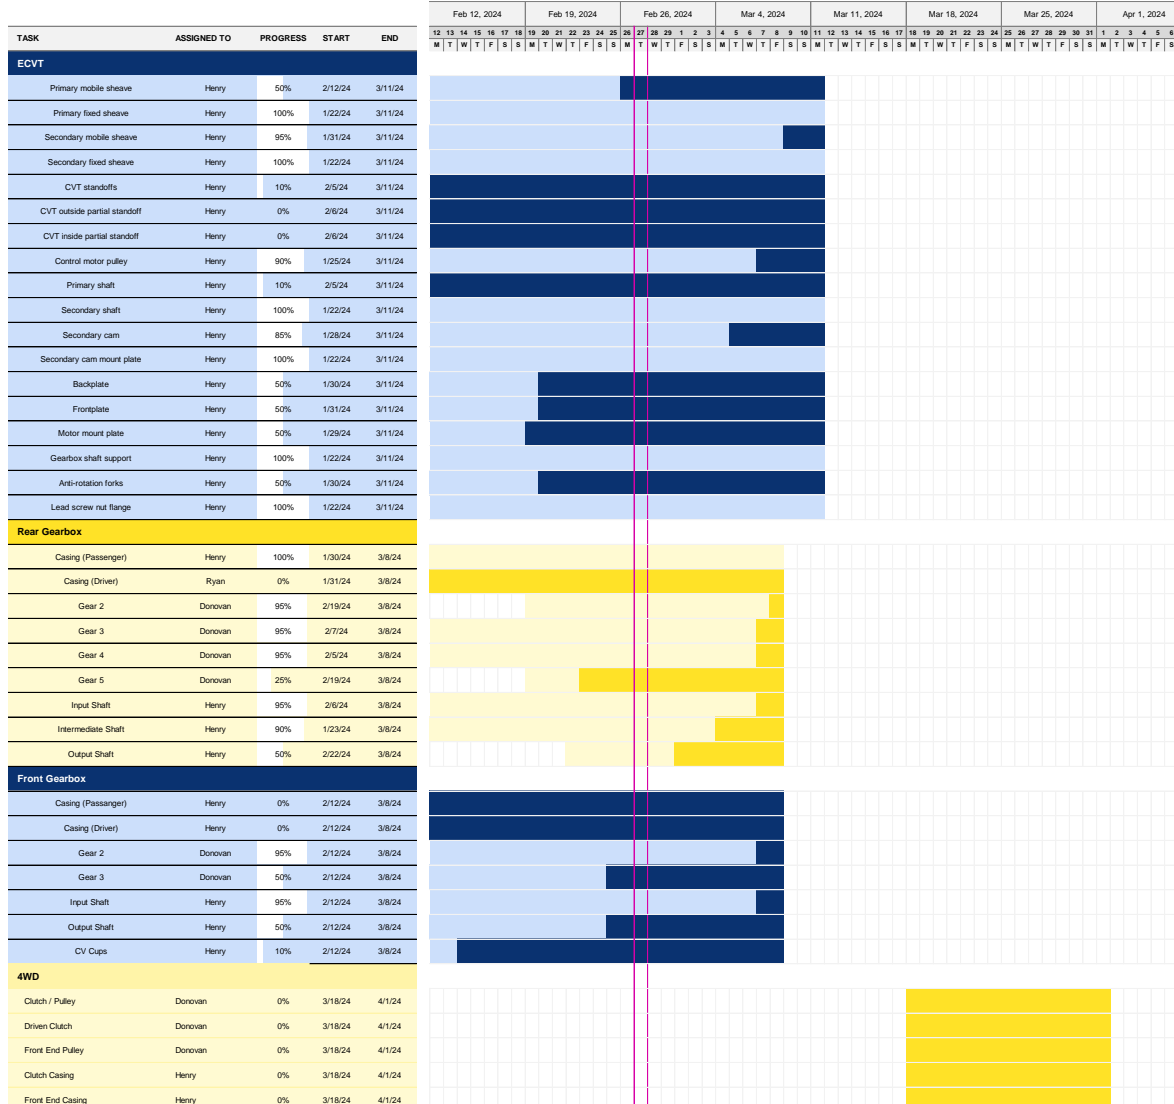 Feb 12, 2024 Feb 19, 2024 Feb 26, 2024 Mar 4, 2024 Mar 11, 2024 Mar 18, 2024 Mar 25, 2024 Apr 1, 2024
12 13 14 15 16 17 18 19 20 21 22 23 24 25 26 27 28 29 1 2 3 4 5 6 7 8 9 10 11 12 13 14 15 16 17 18 19 20 21 22 23 24 25 26 27 28 29 30 31 1 2 3 4 5 6
TASK ASSIGNED TO PROGRESS START END
M T W T F S S M T W T F S S M T W T F S S M T W T F S S M T W T F S S M T W T F S S M T W T F S S M T W T F S
ECVT
Primary mobile sheave Henry 50% 2/12/24 3/11/24
Primary fixed sheave Henry 100% 1/22/24 3/11/24
Secondary mobile sheave Henry 95% 1/31/24 3/11/24
Secondary fixed sheave Henry 100% 1/22/24 3/11/24
CVT standoffs Henry 10% 2/5/24 3/11/24
CVT outside partial standoff Henry 0% 2/6/24 3/11/24
CVT inside partial standoff Henry 0% 2/6/24 3/11/24
Control motor pulley Henry 90% 1/25/24 3/11/24
Primary shaft Henry 10% 2/5/24 3/11/24
Secondary shaft Henry 100% 1/22/24 3/11/24
Secondary cam Henry 85% 1/28/24 3/11/24
Secondary cam mount plate Henry 100% 1/22/24 3/11/24
Backplate Henry 50% 1/30/24 3/11/24
Frontplate Henry 50% 1/31/24 3/11/24
Motor mount plate Henry 50% 1/29/24 3/11/24
Gearbox shaft support Henry 100% 1/22/24 3/11/24
Anti-rotation forks Henry 50% 1/30/24 3/11/24
Lead screw nut flange Henry 100% 1/22/24 3/11/24
Rear Gearbox
Casing (Passenger) Henry 100% 1/30/24 3/8/24
Casing (Driver) Ryan 0% 1/31/24 3/8/24
Gear 2 Donovan 95% 2/19/24 3/8/24
Gear 3 Donovan 95% 2/7/24 3/8/24
Gear 4 Donovan 95% 2/5/24 3/8/24
Gear 5 Donovan 25% 2/19/24 3/8/24
Input Shaft Henry 95% 2/6/24 3/8/24
Intermediate Shaft Henry 90% 1/23/24 3/8/24
Output Shaft Henry 50% 2/22/24 3/8/24
Front Gearbox
Casing (Passanger) Henry 0% 2/12/24 3/8/24
Casing (Driver) Henry 0% 2/12/24 3/8/24
Gear 2 Donovan 95% 2/12/24 3/8/24
Gear 3 Donovan 50% 2/12/24 3/8/24
Input Shaft Henry 95% 2/12/24 3/8/24
Output Shaft Henry 50% 2/12/24 3/8/24
CV Cups Henry 10% 2/12/24 3/8/24
4WD
Clutch / Pulley Donovan 0% 3/18/24 4/1/24
Driven Clutch Donovan 0% 3/18/24 4/1/24
Front End Pulley Donovan 0% 3/18/24 4/1/24
Clutch Casing Henry 0% 3/18/24 4/1/24
Front End Casing Henry 0% 3/18/24 4/1/24